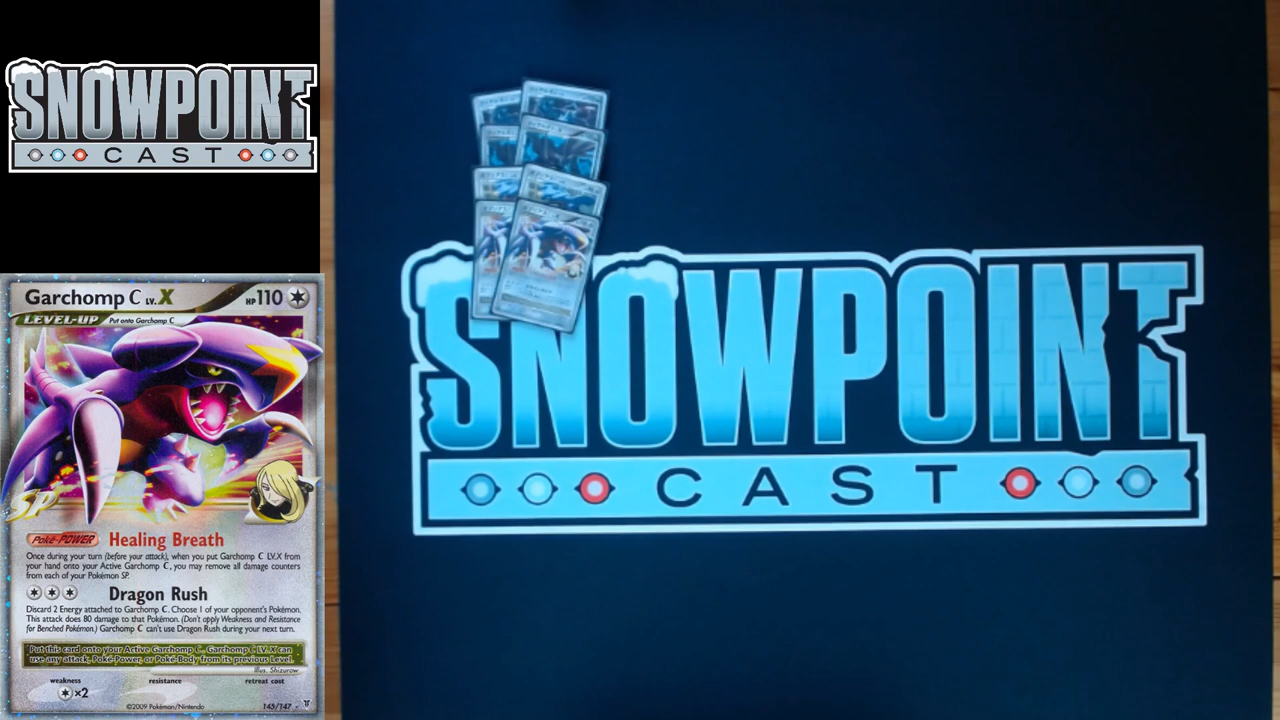 SNOWPOINT
CAST
Garchomp C LV.X HP110
LEVEL-UP Put onto Garchomp C
SP
Poké-POWER Healing Breath
Once during your turn (before your attack), when you put Garchomp C LV.X from
your hand onto your Active Garchomp C, you may remove all damage counters
from each of your Pokémon SP.
Dragon Rush
Discard 2 Energy attached to Garchomp C. Choose 1 of your opponent's Pokémon.
This attack does 80 damage to that Pokémon. (Don't apply Weakness and Resistance
for Benched Pokémon.) Garchomp C can't use Dragon Rush during your next turn.
Put this card onto your Active Garchomp C. Garchomp C LV.X can
use any attack, Poké-Power, or Poké-Body from its previous Level.
Illus. Shizurow
weakness resistance retreat cost
×2
©2009 Pokémon/Nintendo 145/147
SNOWPOINT
CAST